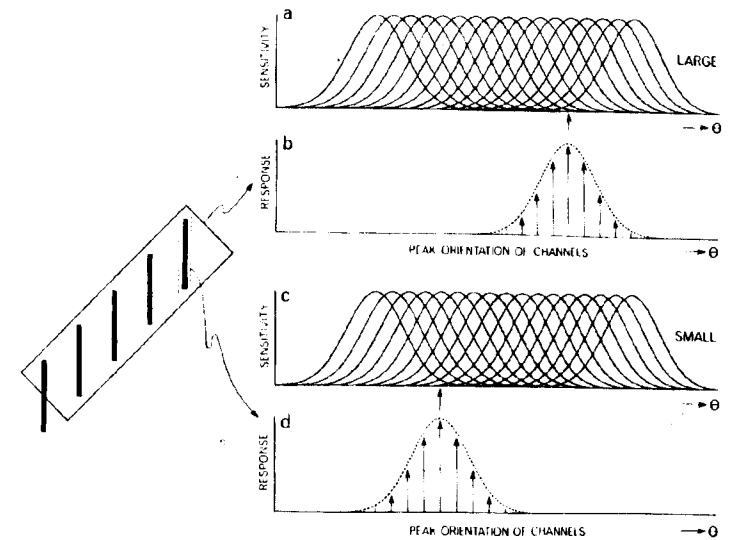 a
SENSITIVITY
LARGE
θ
b
RESPONSE
PEAK ORIENTATION OF CHANNELS
θ
c
SENSITIVITY
SMALL
θ
d
RESPONSE
PEAK ORIENTATION OF CHANNELS
θ